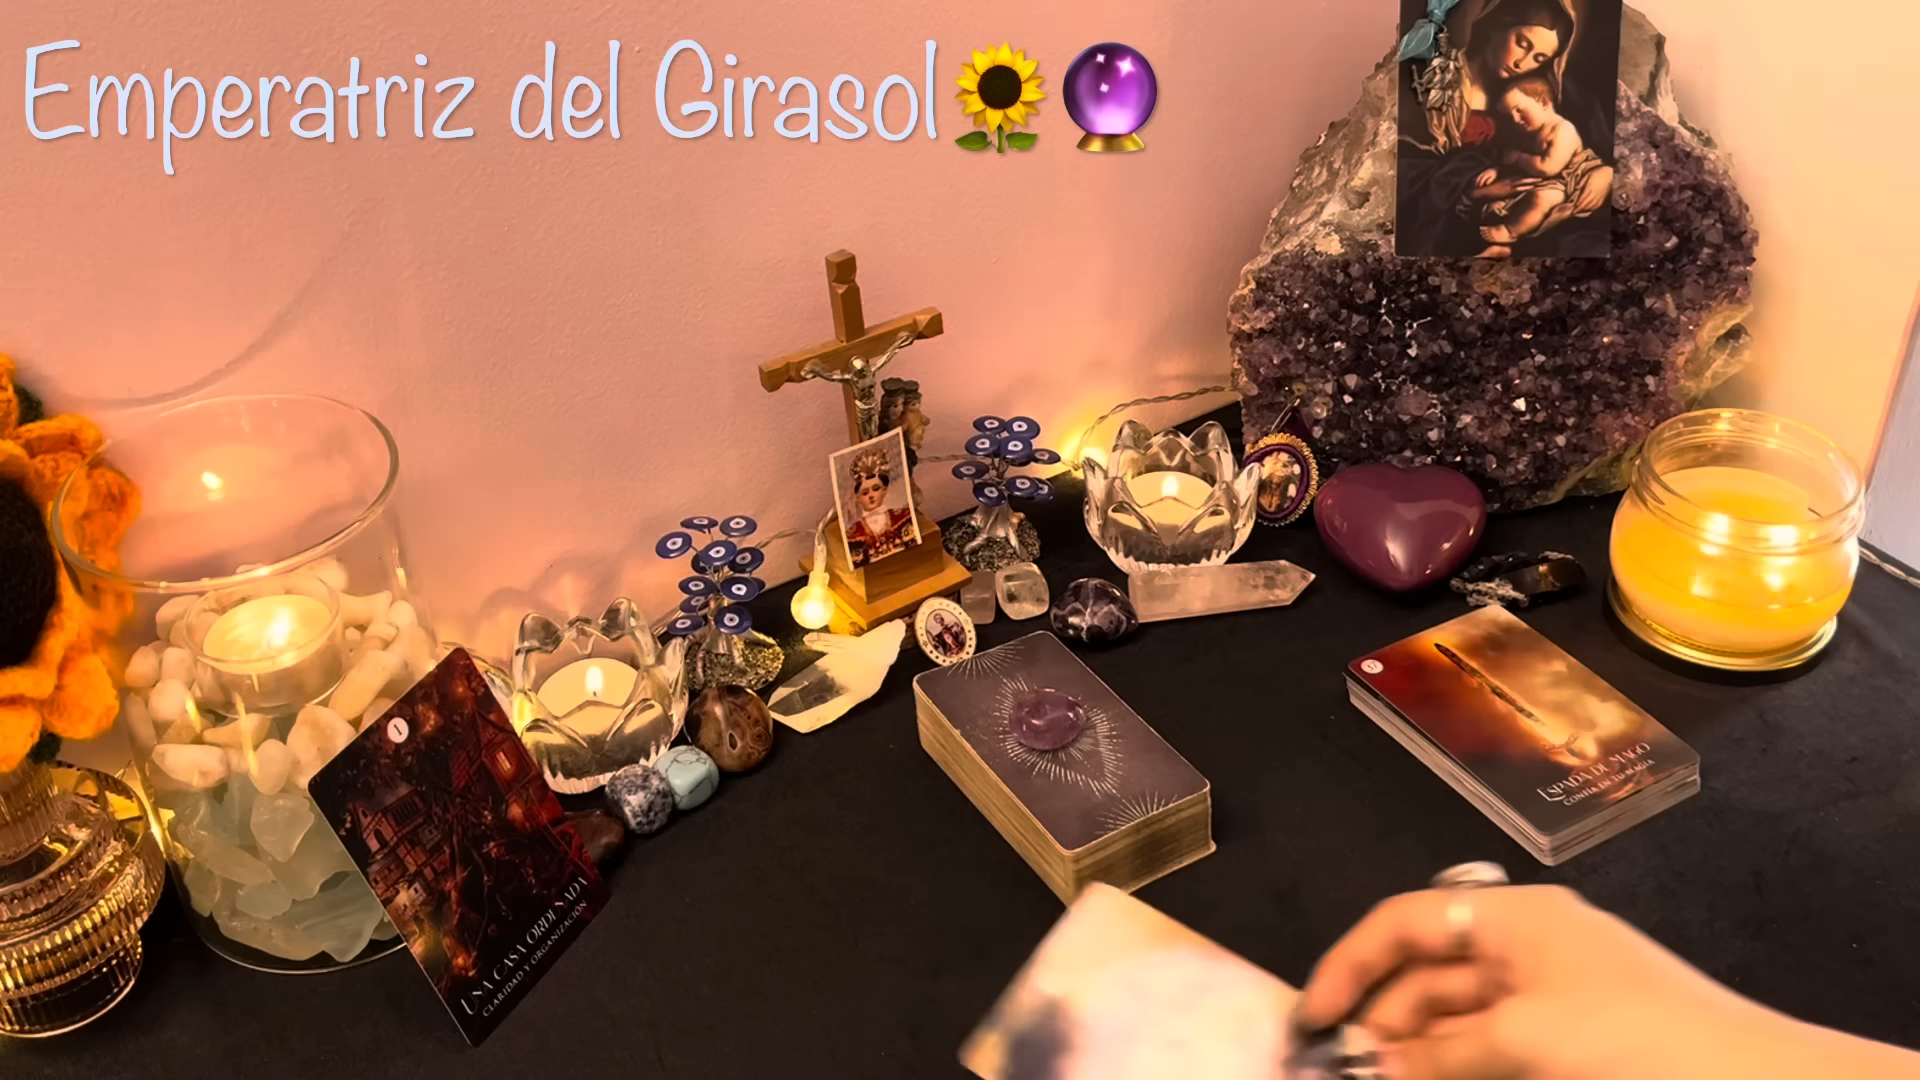 Emperatriz del Girasol🌻🔮
1
UNA CASA ORDENADA
CLARIDAD Y ORGANIZACIÓN
ESPADA DE MAGO
CONFÍA EN TU MAGIA